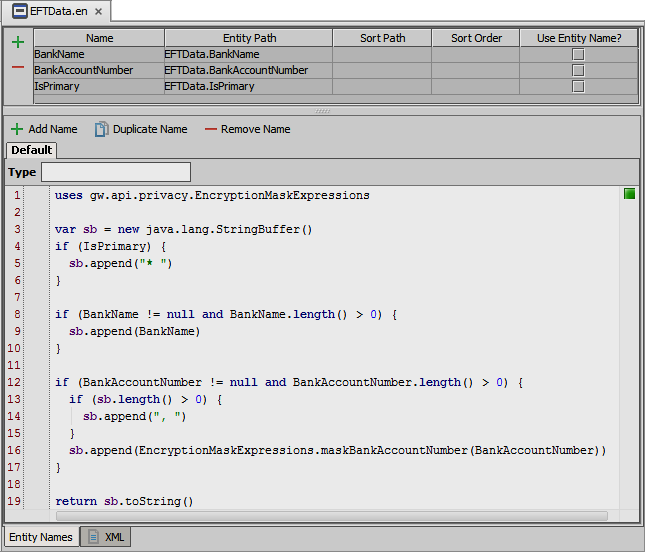 EFTData.en ×
Name Entity Path Sort Path Sort Order Use Entity Name?
BankName EFTData.BankName
BankAccountNumber EFTData.BankAccountNumber
IsPrimary EFTData.IsPrimary
Add Name Duplicate Name Remove Name
Default
Type
1 uses gw.api.privacy.EncryptionMaskExpressions
2
3 var sb = new java.lang.StringBuffer()
4 if (IsPrimary) {
5 sb.append("* ")
6 }
7
8 if (BankName != null and BankName.length() > 0) {
9 sb.append(BankName)
10 }
11
12 if (BankAccountNumber != null and BankAccountNumber.length() > 0) {
13 if (sb.length() > 0) {
14 sb.append(", ")
15 }
16 sb.append(EncryptionMaskExpressions.maskBankAccountNumber(BankAccountNumber))
17 }
18
19 return sb.toString()
Entity Names XML